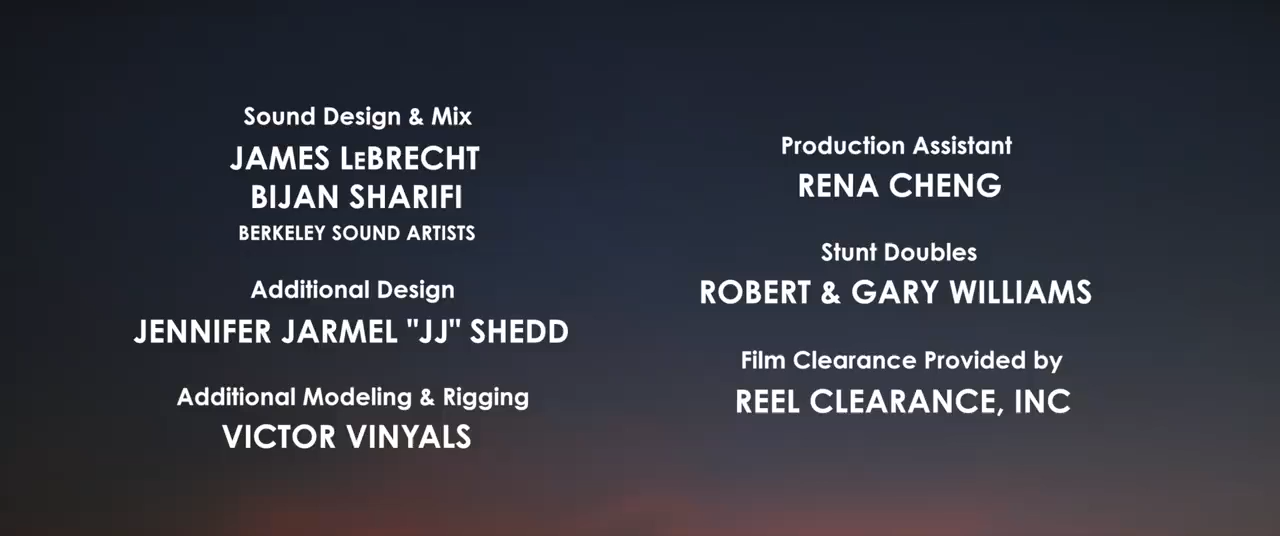 Sound Design & Mix
JAMES LEBRECHT
BIJAN SHARIFI
BERKELEY SOUND ARTISTS
Additional Design
JENNIFER JARMEL "JJ" SHEDD
Additional Modeling & Rigging
VICTOR VINYALS
Production Assistant
RENA CHENG
Stunt Doubles
ROBERT & GARY WILLIAMS
Film Clearance Provided by
REEL CLEARANCE, INC